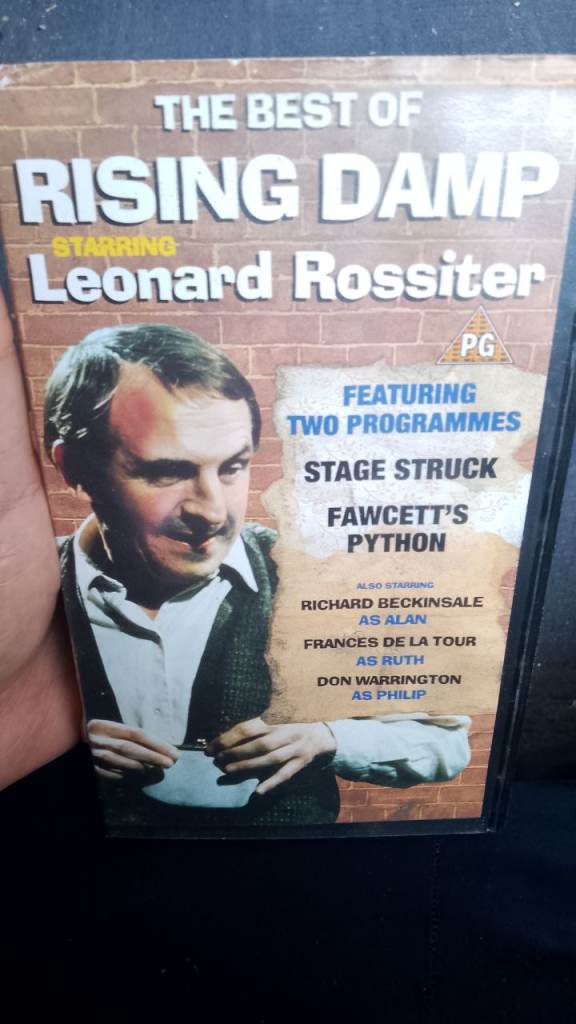 THE BEST OF
RISING DAMP
STARRING
Leonard Rossiter
PG
FEATURING
TWO PROGRAMMES
STAGE STRUCK
FAWCETT'S
PYTHON
ALSO STARRING
RICHARD BECKINSALE
AS ALAN
FRANCES DE LA TOUR
AS RUTH
DON WARRINGTON
AS PHILIP